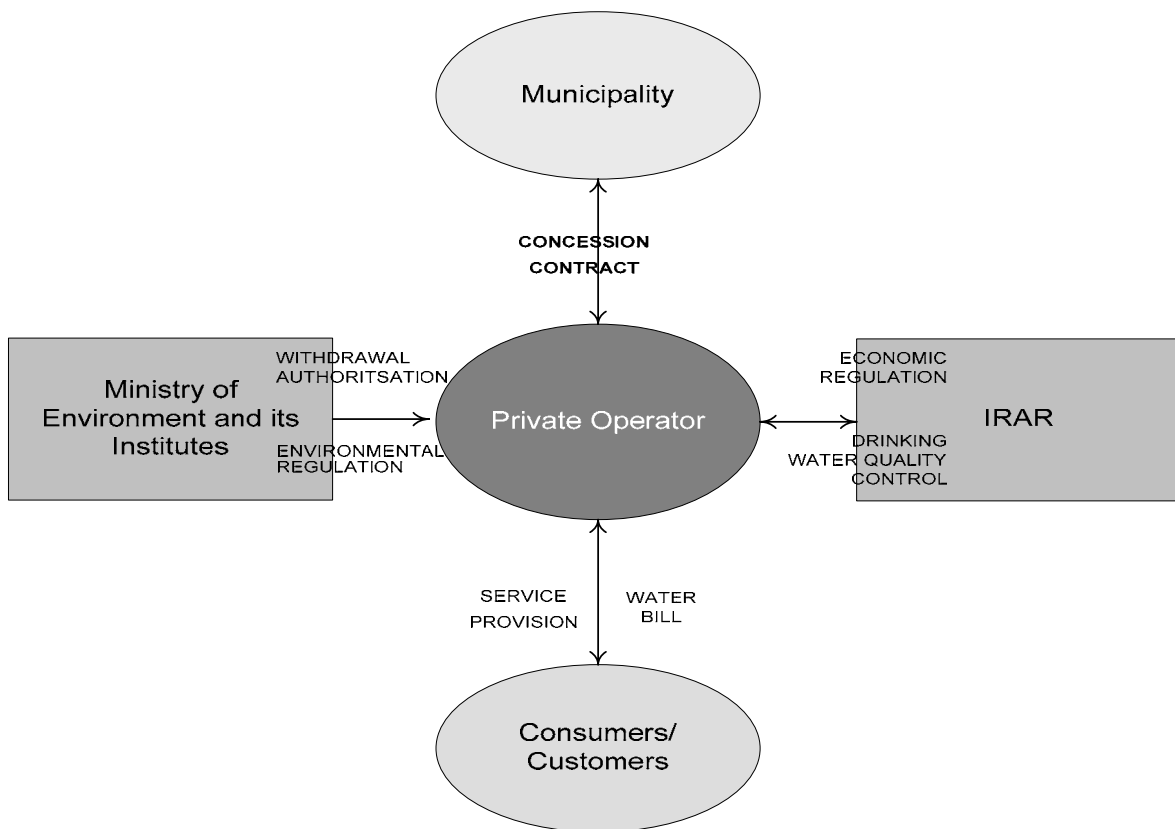 Municipality
CONCESSION
CONTRACT
WITHDRAWAL
AUTHORITSATION
Ministry of
Environment and its
Institutes
ENVIRONMENTAL
REGULATION
Private Operator
ECONOMIC
REGULATION
IRAR
DRINKING
WATER QUALITY
CONTROL
SERVICE
PROVISION
WATER
BILL
Consumers/
Customers